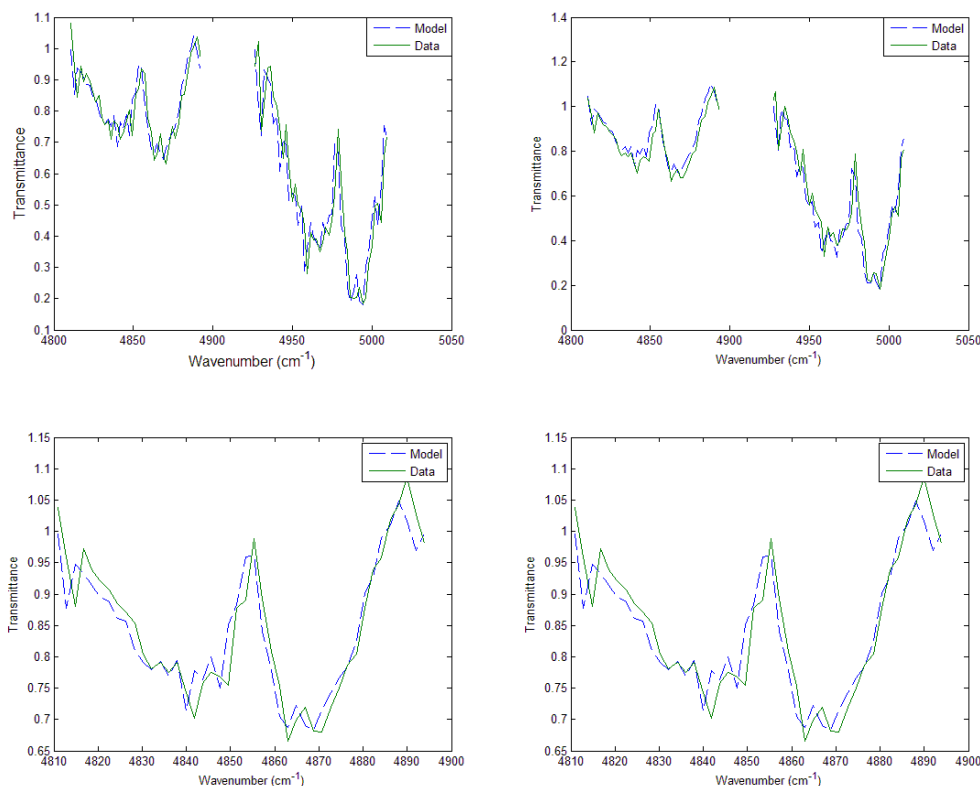 1.1
1
0.9
0.8
0.7
0.6
0.5
0.4
0.3
0.2
0.1
Transmittance
4800 4850 4900 4950 5000 5050
Wavenumber (cm-1)
Model
Data
1.4
1.2
1
0.8
0.6
0.4
0.2
0
Transmittance
4800 4850 4900 4950 5000 5050
Wavenumber (cm-1)
Model
Data
1.15
1.1
1.05
1
0.95
0.9
0.85
0.8
0.75
0.7
0.65
Transmittance
4810 4820 4830 4840 4850 4860 4870 4880 4890 4900
Wavenumber (cm-1)
Model
Data
1.15
1.1
1.05
1
0.95
0.9
0.85
0.8
0.75
0.7
0.65
Transmittance
4810 4820 4830 4840 4850 4860 4870 4880 4890 4900
Wavenumber (cm-1)
Model
Data